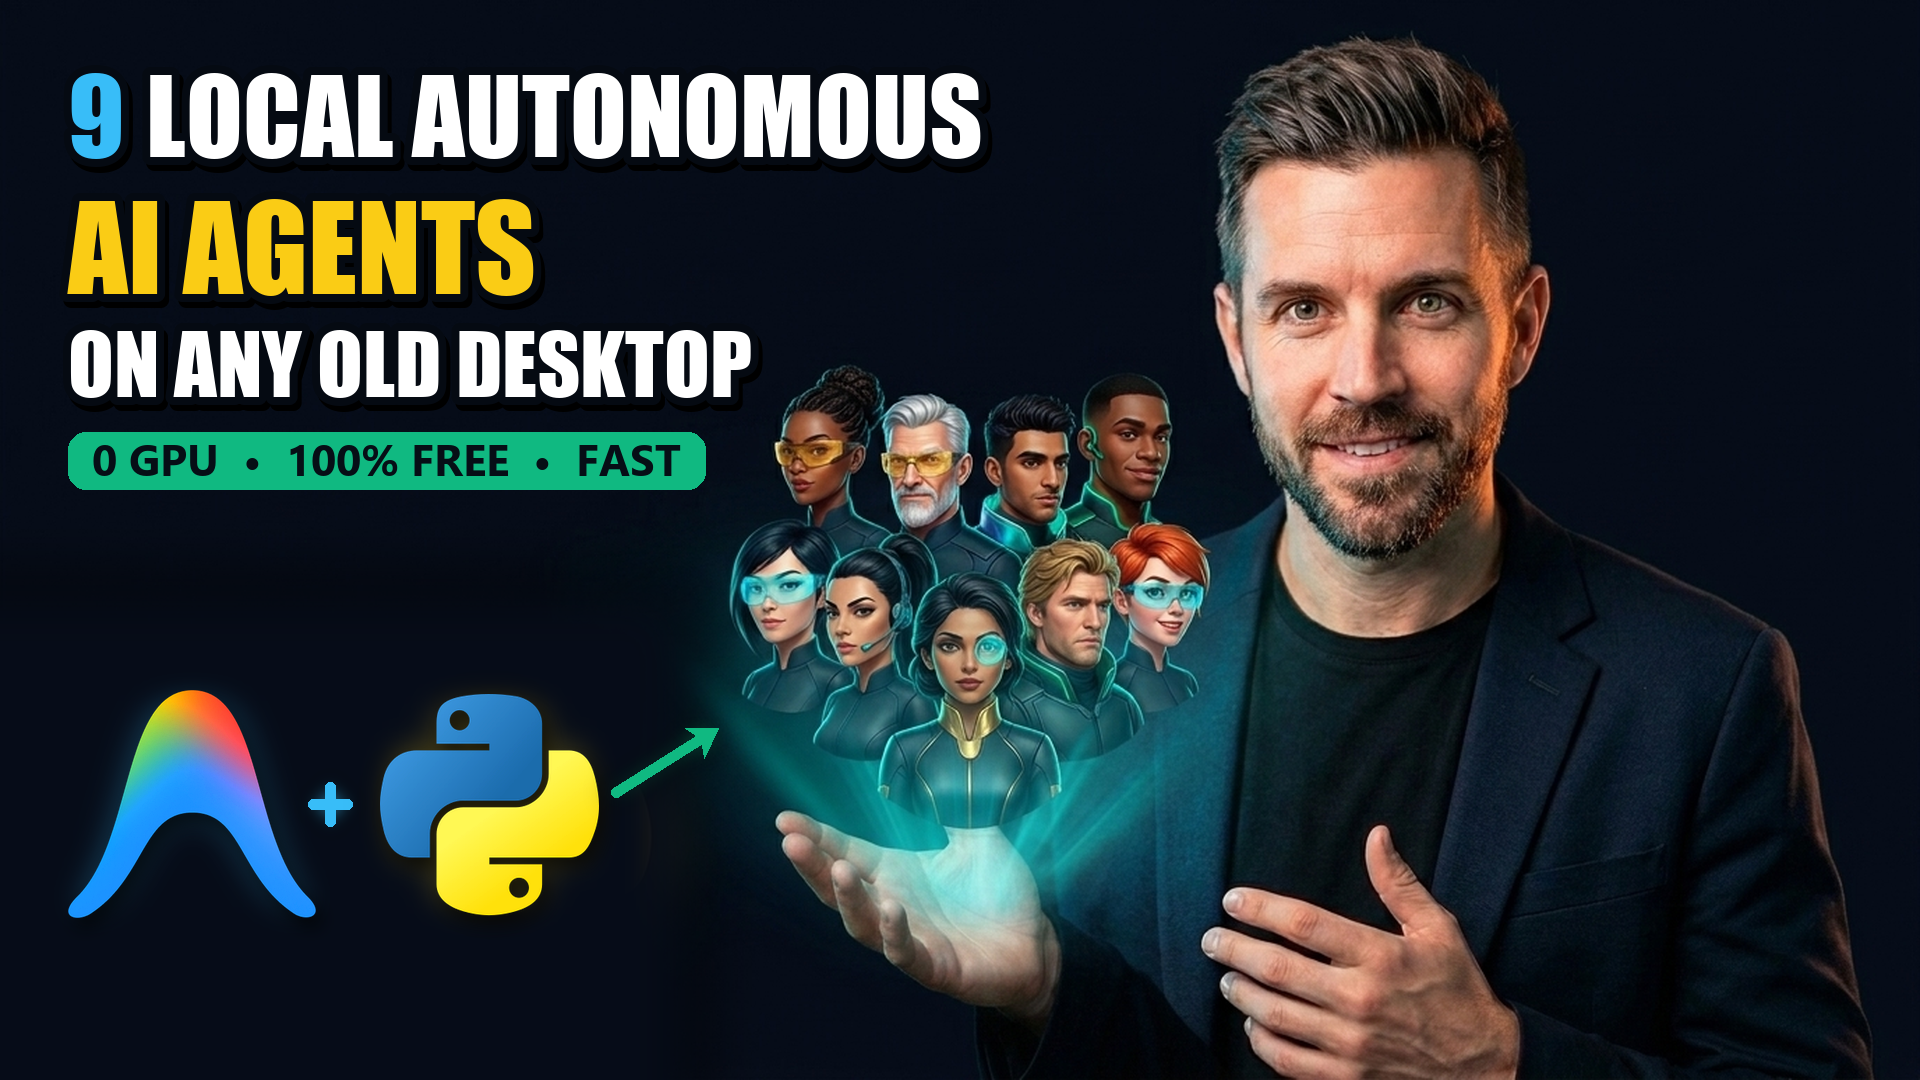 9 LOCAL AUTONOMOUS
AI AGENTS
ON ANY OLD DESKTOP
0 GPU • 100% FREE • FAST